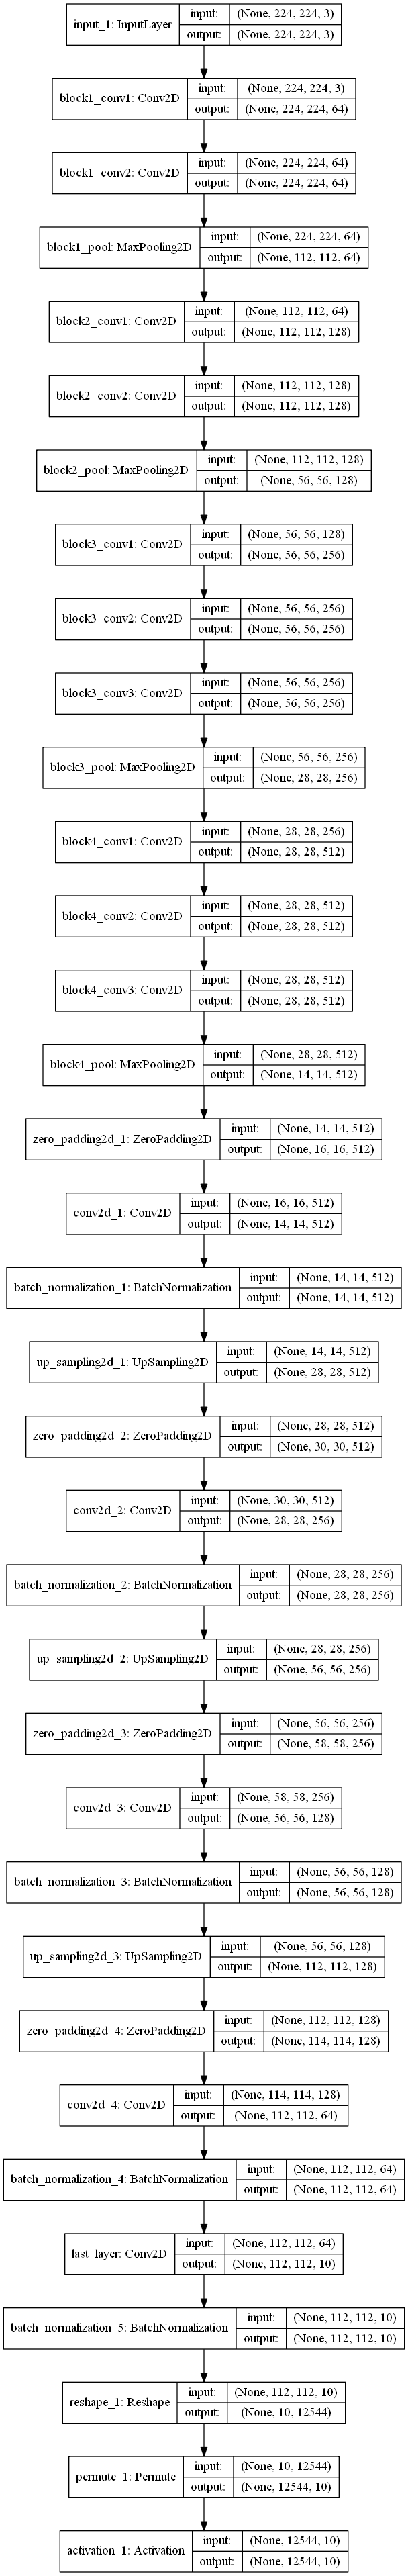 input_1: InputLayer input: (None, 224, 224, 3)
output: (None, 224, 224, 3)
block1_conv1: Conv2D input: (None, 224, 224, 3)
output: (None, 224, 224, 64)
block1_conv2: Conv2D input: (None, 224, 224, 64)
output: (None, 224, 224, 64)
block1_pool: MaxPooling2D input: (None, 224, 224, 64)
output: (None, 112, 112, 64)
block2_conv1: Conv2D input: (None, 112, 112, 64)
output: (None, 112, 112, 128)
block2_conv2: Conv2D input: (None, 112, 112, 128)
output: (None, 112, 112, 128)
block2_pool: MaxPooling2D input: (None, 112, 112, 128)
output: (None, 56, 56, 128)
block3_conv1: Conv2D input: (None, 56, 56, 128)
output: (None, 56, 56, 256)
block3_conv2: Conv2D input: (None, 56, 56, 256)
output: (None, 56, 56, 256)
block3_conv3: Conv2D input: (None, 56, 56, 256)
output: (None, 56, 56, 256)
block3_pool: MaxPooling2D input: (None, 56, 56, 256)
output: (None, 28, 28, 256)
block4_conv1: Conv2D input: (None, 28, 28, 256)
output: (None, 28, 28, 512)
block4_conv2: Conv2D input: (None, 28, 28, 512)
output: (None, 28, 28, 512)
block4_conv3: Conv2D input: (None, 28, 28, 512)
output: (None, 28, 28, 512)
block4_pool: MaxPooling2D input: (None, 28, 28, 512)
output: (None, 14, 14, 512)
zero_padding2d_1: ZeroPadding2D input: (None, 14, 14, 512)
output: (None, 16, 16, 512)
conv2d_1: Conv2D input: (None, 16, 16, 512)
output: (None, 14, 14, 512)
batch_normalization_1: BatchNormalization input: (None, 14, 14, 512)
output: (None, 14, 14, 512)
up_sampling2d_1: UpSampling2D input: (None, 14, 14, 512)
output: (None, 28, 28, 512)
zero_padding2d_2: ZeroPadding2D input: (None, 28, 28, 512)
output: (None, 30, 30, 512)
conv2d_2: Conv2D input: (None, 30, 30, 512)
output: (None, 28, 28, 256)
batch_normalization_2: BatchNormalization input: (None, 28, 28, 256)
output: (None, 28, 28, 256)
up_sampling2d_2: UpSampling2D input: (None, 28, 28, 256)
output: (None, 56, 56, 256)
zero_padding2d_3: ZeroPadding2D input: (None, 56, 56, 256)
output: (None, 58, 58, 256)
conv2d_3: Conv2D input: (None, 58, 58, 256)
output: (None, 56, 56, 128)
batch_normalization_3: BatchNormalization input: (None, 56, 56, 128)
output: (None, 56, 56, 128)
up_sampling2d_3: UpSampling2D input: (None, 56, 56, 128)
output: (None, 112, 112, 128)
zero_padding2d_4: ZeroPadding2D input: (None, 112, 112, 128)
output: (None, 114, 114, 128)
conv2d_4: Conv2D input: (None, 114, 114, 128)
output: (None, 112, 112, 64)
batch_normalization_4: BatchNormalization input: (None, 112, 112, 64)
output: (None, 112, 112, 64)
last_layer: Conv2D input: (None, 112, 112, 64)
output: (None, 112, 112, 10)
batch_normalization_5: BatchNormalization input: (None, 112, 112, 10)
output: (None, 112, 112, 10)
reshape_1: Reshape input: (None, 112, 112, 10)
output: (None, 10, 12544)
permute_1: Permute input: (None, 10, 12544)
output: (None, 12544, 10)
activation_1: Activation input: (None, 12544, 10)
output: (None, 12544, 10)